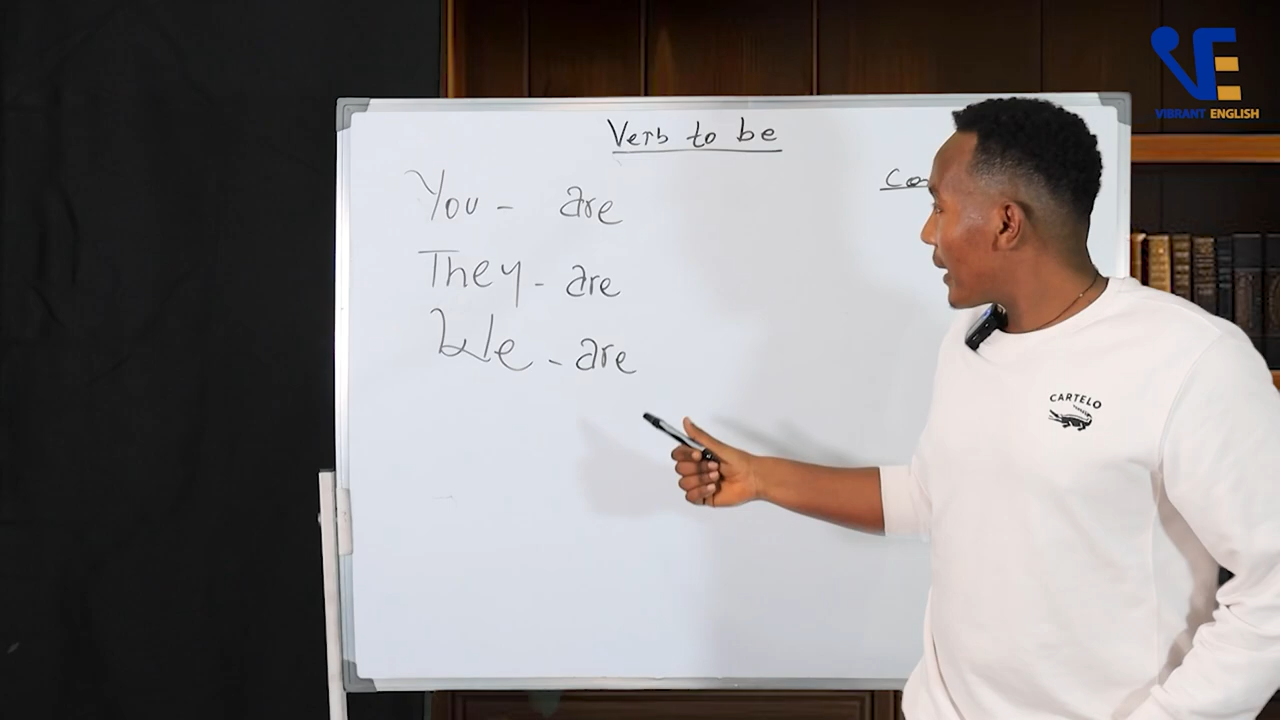 VIBRANT ENGLISH
Verb to be
You - are
They - are
We - are
CARTELO